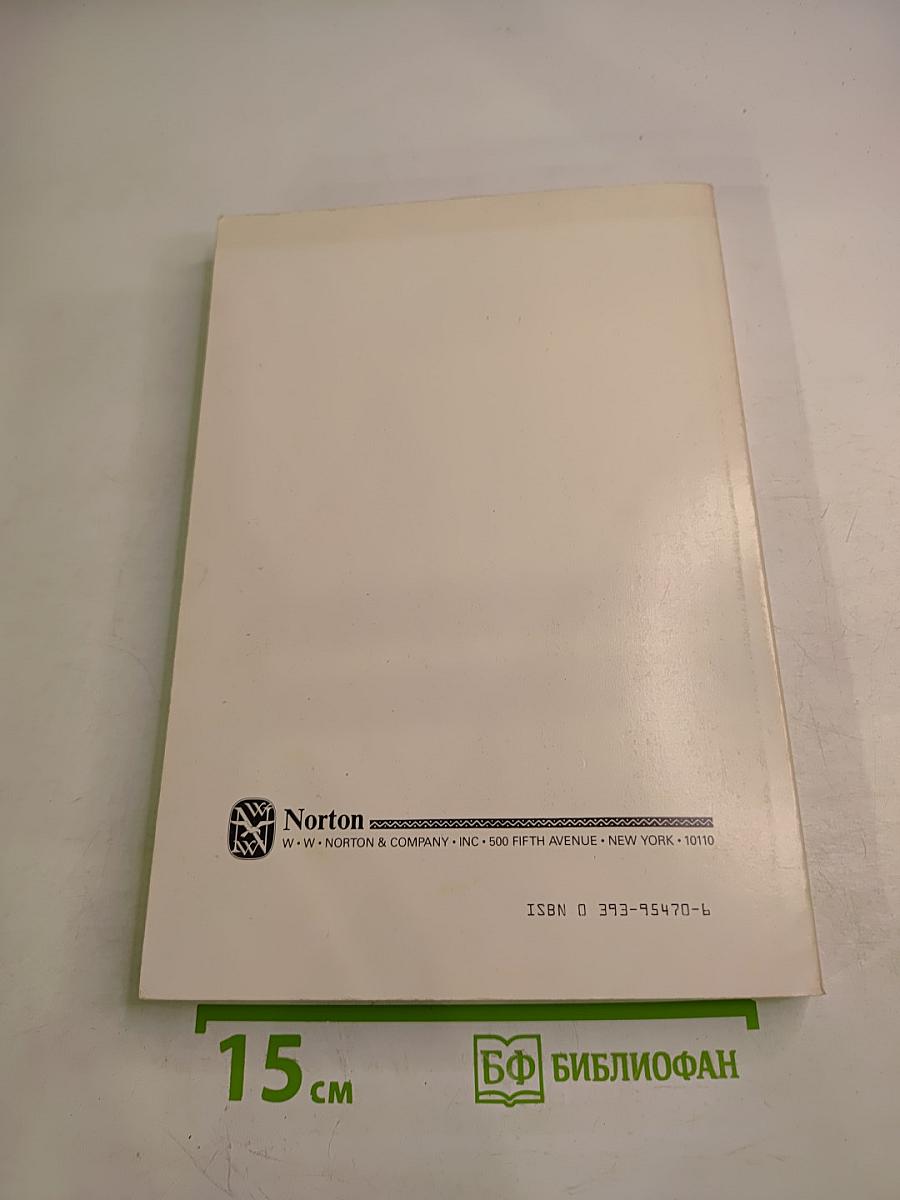 Norton
W • W • NORTON & COMPANY • INC • 500 FIFTH AVENUE • NEW YORK • 10110
ISBN 0 393-95470-6
15 см
БФ БИБЛИОФАН